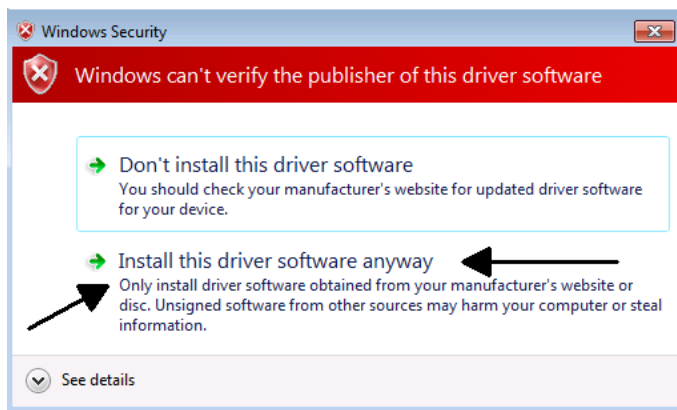 Windows Security
Windows can't verify the publisher of this driver software
Don't install this driver software
You should check your manufacturer's website for updated driver software
for your device.
Install this driver software anyway
Only install driver software obtained from your manufacturer's website or
disc. Unsigned software from other sources may harm your computer or steal
information.
See details